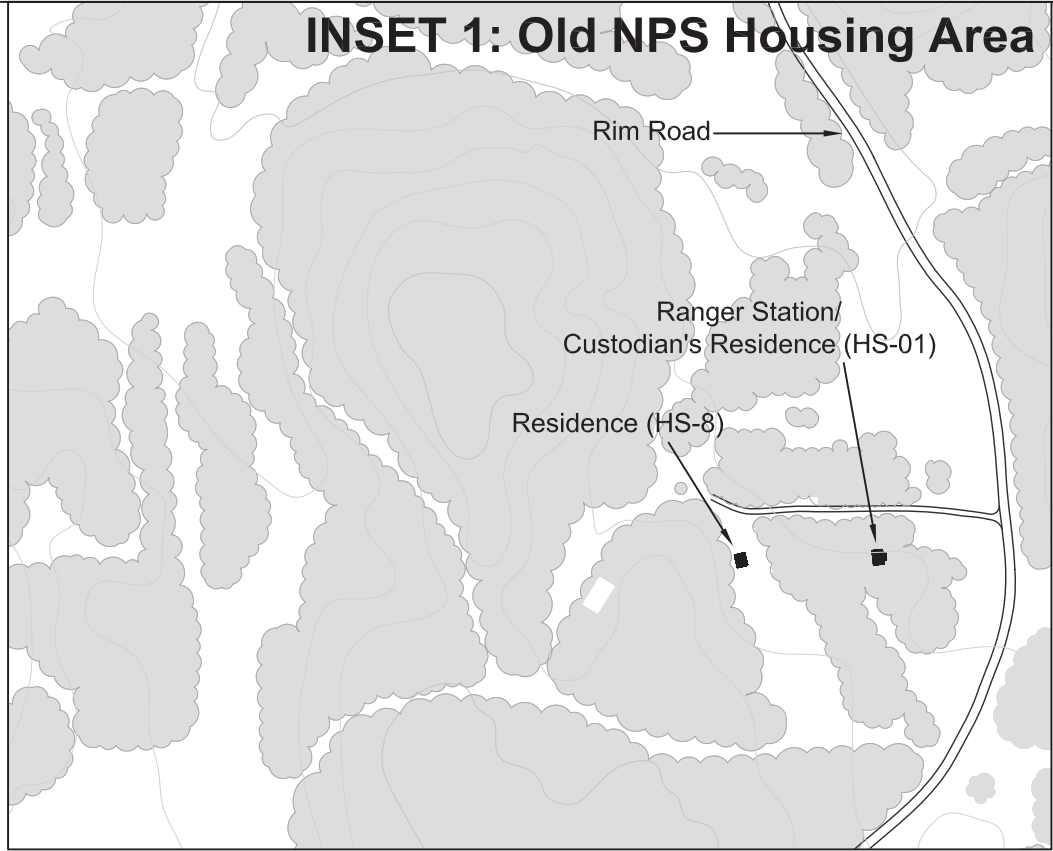 INSET 1: Old NPS Housing Area
Rim Road
Ranger Station/
Custodian's Residence (HS-01)
Residence (HS-8)